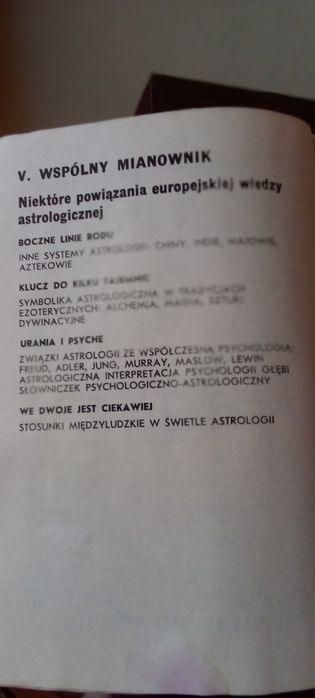 V. WSPÓLNY MIANOWNIK
Niektóre powiązania europejskiej wiedzy
astrologicznej
BOCZNE LINIE RODU
INNE SYSTEMY ASTROLOGII: CHINY, INDIE, MAJOWIE,
AZTEKOWIE
KLUCZ DO KILKU TAJEMNIC
SYMBOLIKA ASTROLOGICZNA W TRADYCJACH
EZOTERYCZNYCH: ALCHEMIA, MAGIA, SZTUKI
DYWINACYJNE
URANIA I PSYCHE
ZWIĄZKI ASTROLOGII ZE WSPÓŁCZESNĄ PSYCHOLOGIĄ:
FREUD, ADLER, JUNG, MURRAY, MASLOW, LEWIN
ASTROLOGICZNA INTERPRETACJA PSYCHOLOGII GŁĘBI
SŁOWNICZEK PSYCHOLOGICZNO-ASTROLOGICZNY
WE DWOJE JEST CIEKAWIEJ
STOSUNKI MIĘDZYLUDZKIE W ŚWIETLE ASTROLOGII